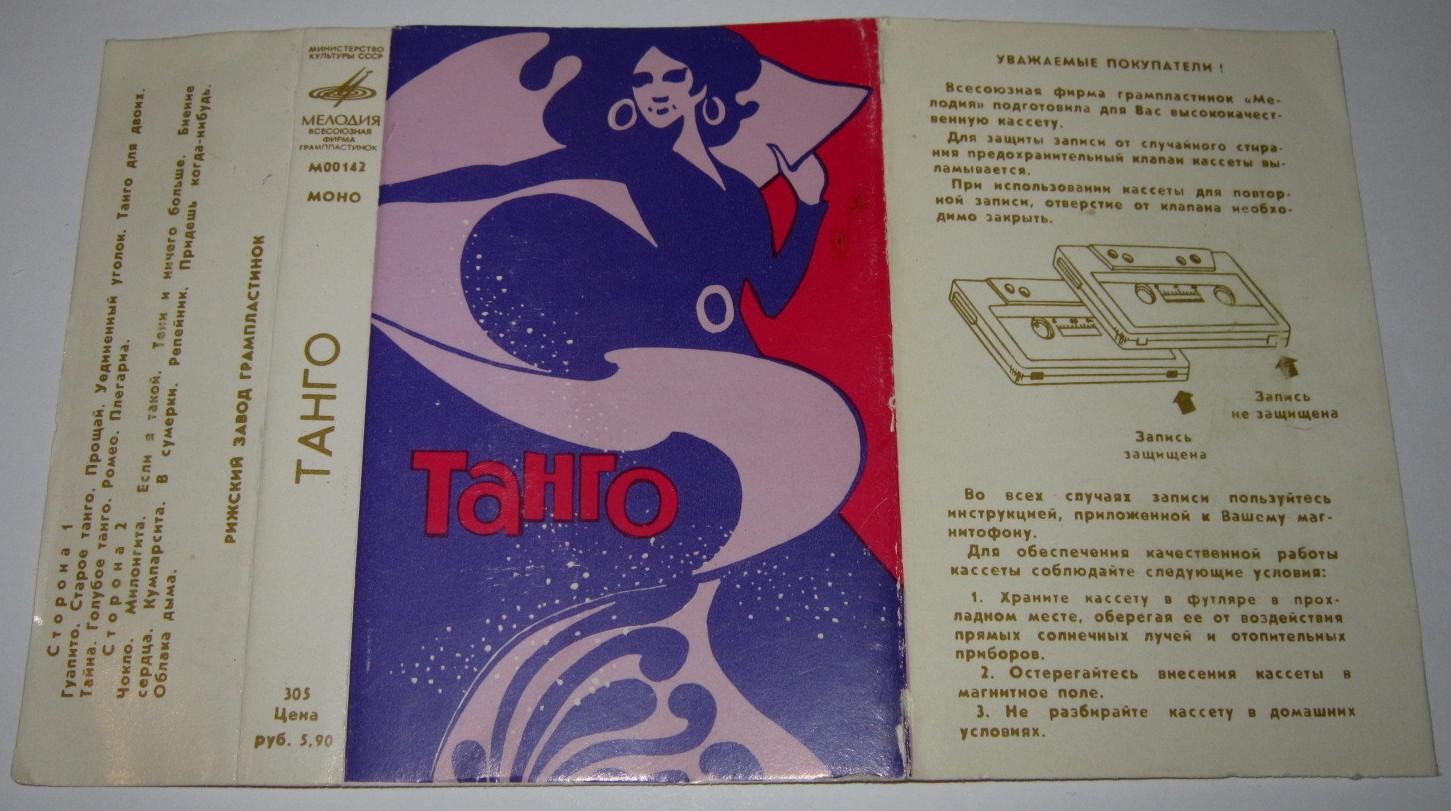 Сторона 1
Гуапито. Старое танго. Прощай. Уединенный уголок. Танго для двоих.
Тайна. Голубое танго. Ромео. Плегариа.
Сторона 2
Чокло. Милонгита. Если я такой. Тени и ничего больше. Биение
сердца. Кумпарсита. В сумерки. Репейник. Придешь когда-нибудь.
Облака дыма.
РИЖСКИЙ ЗАВОД ГРАМПЛАСТИНОК
МИНИСТЕРСТВО
КУЛЬТУРЫ СССР
МЕЛОДИЯ
ВСЕСОЮЗНАЯ
ФИРМА
ГРАМПЛАСТИНОК
М00142
МОНО
ТАНГО
305
Цена
руб. 5,90
Танго
УВАЖАЕМЫЕ ПОКУПАТЕЛИ!
Всесоюзная фирма грампластинок «Ме-
лодия» подготовила для Вас высококачест-
венную кассету.
Для защиты записи от случайного стира-
ния предохранительный клапан кассеты вы-
ламывается.
При использовании кассеты для повтор-
ной записи, отверстие от клапана необхо-
димо закрыть.
Запись
не защищена
Запись
защищена
Во всех случаях записи пользуйтесь
инструкцией, приложенной к Вашему маг-
нитофону.
Для обеспечения качественной работы
кассеты соблюдайте следующие условия:
1. Храните кассету в футляре в прох-
ладном месте, оберегая ее от воздействия
прямых солнечных лучей и отопительных
приборов.
2. Остерегайтесь внесения кассеты в
магнитное поле.
3. Не разбирайте кассету в домашних
условиях.